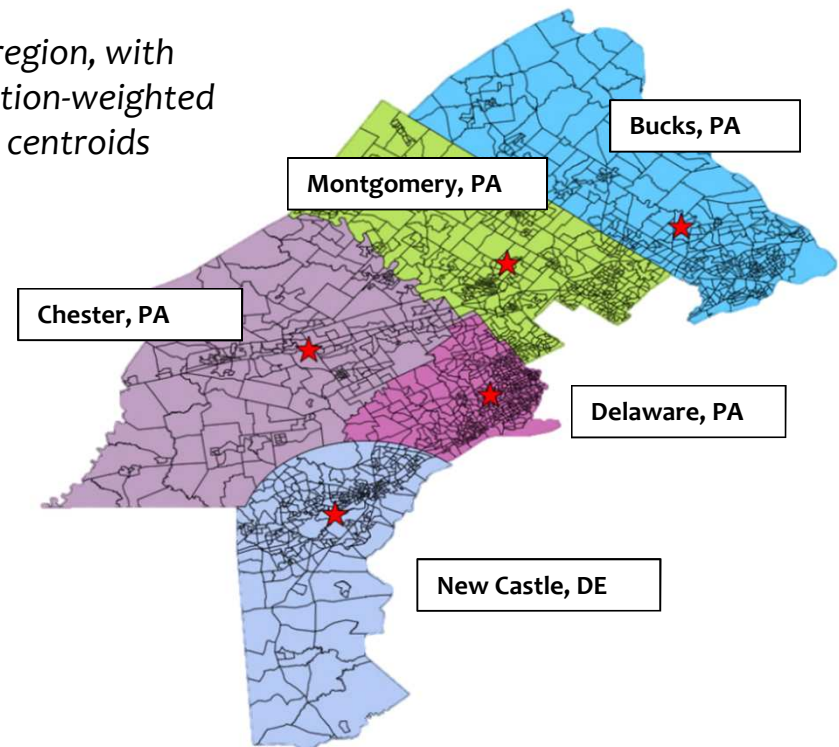 region, with
tion-weighted
centroids
Bucks, PA
Montgomery, PA
Chester, PA
Delaware, PA
New Castle, DE